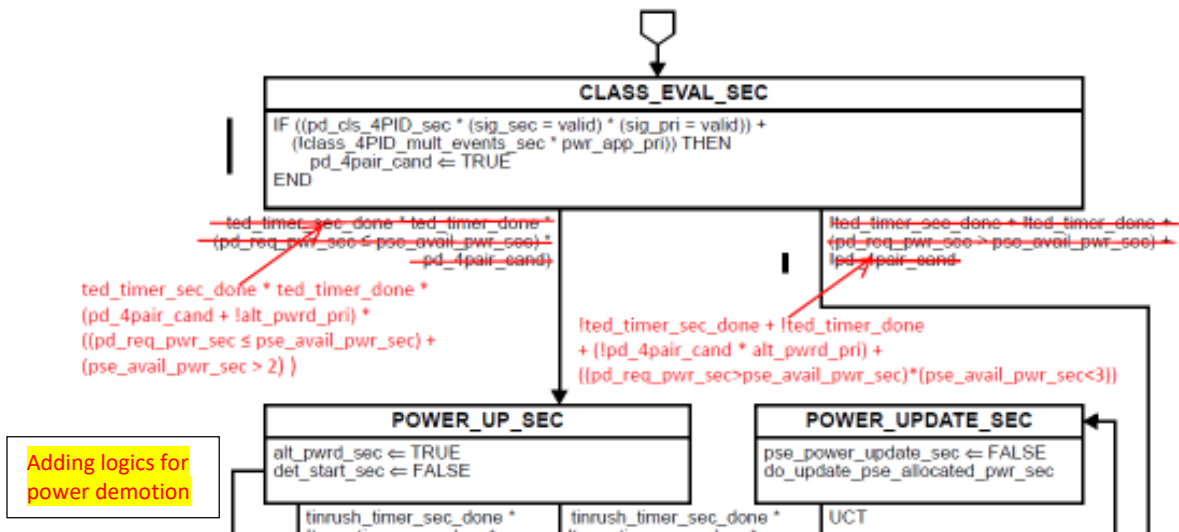 CLASS_EVAL_SEC
IF ((pd_cls_4PID_sec * (sig_sec = valid) * (sig_pri = valid)) +
(!class_4PID_mult_events_sec * pwr_app_pri)) THEN
pd_4pair_cand ⇐ TRUE
END
ted_timer_sec_done * ted_timer_done *
(pd_req_pwr_sec ≤ pse_avail_pwr_sec) *
pd_4pair_cand)
!ted_timer_sec_done + !ted_timer_done +
(pd_req_pwr_sec > pse_avail_pwr_sec) +
!pd_4pair_cand
ted_timer_sec_done * ted_timer_done *
(pd_4pair_cand + !alt_pwrd_pri) *
((pd_req_pwr_sec ≤ pse_avail_pwr_sec) +
(pse_avail_pwr_sec > 2) )
!ted_timer_sec_done + !ted_timer_done
+ (!pd_4pair_cand * alt_pwrd_pri) +
((pd_req_pwr_sec>pse_avail_pwr_sec)*(pse_avail_pwr_sec<3))
POWER_UP_SEC
alt_pwrd_sec ⇐ TRUE
det_start_sec ⇐ FALSE
POWER_UPDATE_SEC
pse_power_update_sec ⇐ FALSE
do_update_pse_allocated_pwr_sec
Adding logics for
power demotion
tinrush_timer_sec_done *
tinrush_timer_sec_done *
UCT